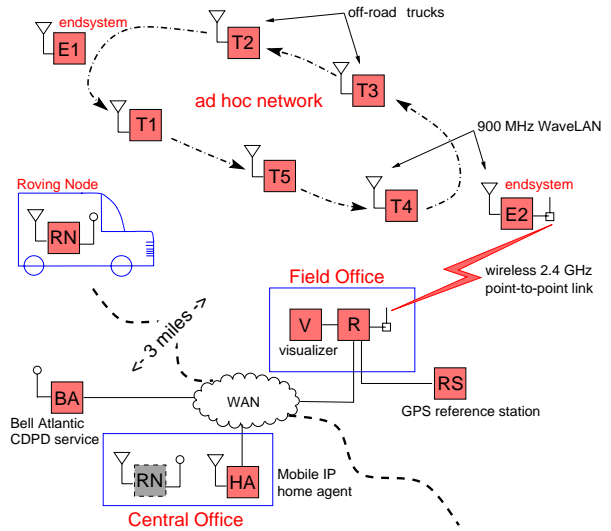 off-road trucks
endsystem
E1
T2
T3
ad hoc network
T1
900 MHz WaveLAN
T5
T4
endsystem
E2
Roving Node
RN
Field Office
wireless 2.4 GHz
point-to-point link
V
R
visualizer
<- 3 miles ->
BA
WAN
RS
Bell Atlantic
CDPD service
GPS reference station
RN
HA
Mobile IP
home agent
Central Office